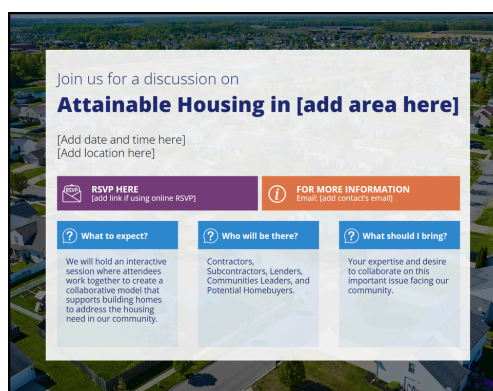 Join us for a discussion on
Attainable Housing in [add area here]
[Add date and time here]
[Add location here]
RSVP
RSVP HERE
[add link if using online RSVP]
FOR MORE INFORMATION
Email: [add contact's email]
What to expect?
We will hold an interactive
session where attendees
work together to create a
collaborative model that
supports building homes
to address the housing
need in our community.
Who will be there?
Contractors,
Subcontractors, Lenders,
Communities Leaders, and
Potential Homebuyers.
What should I bring?
Your expertise and desire
to collaborate on this
important issue facing our
community.